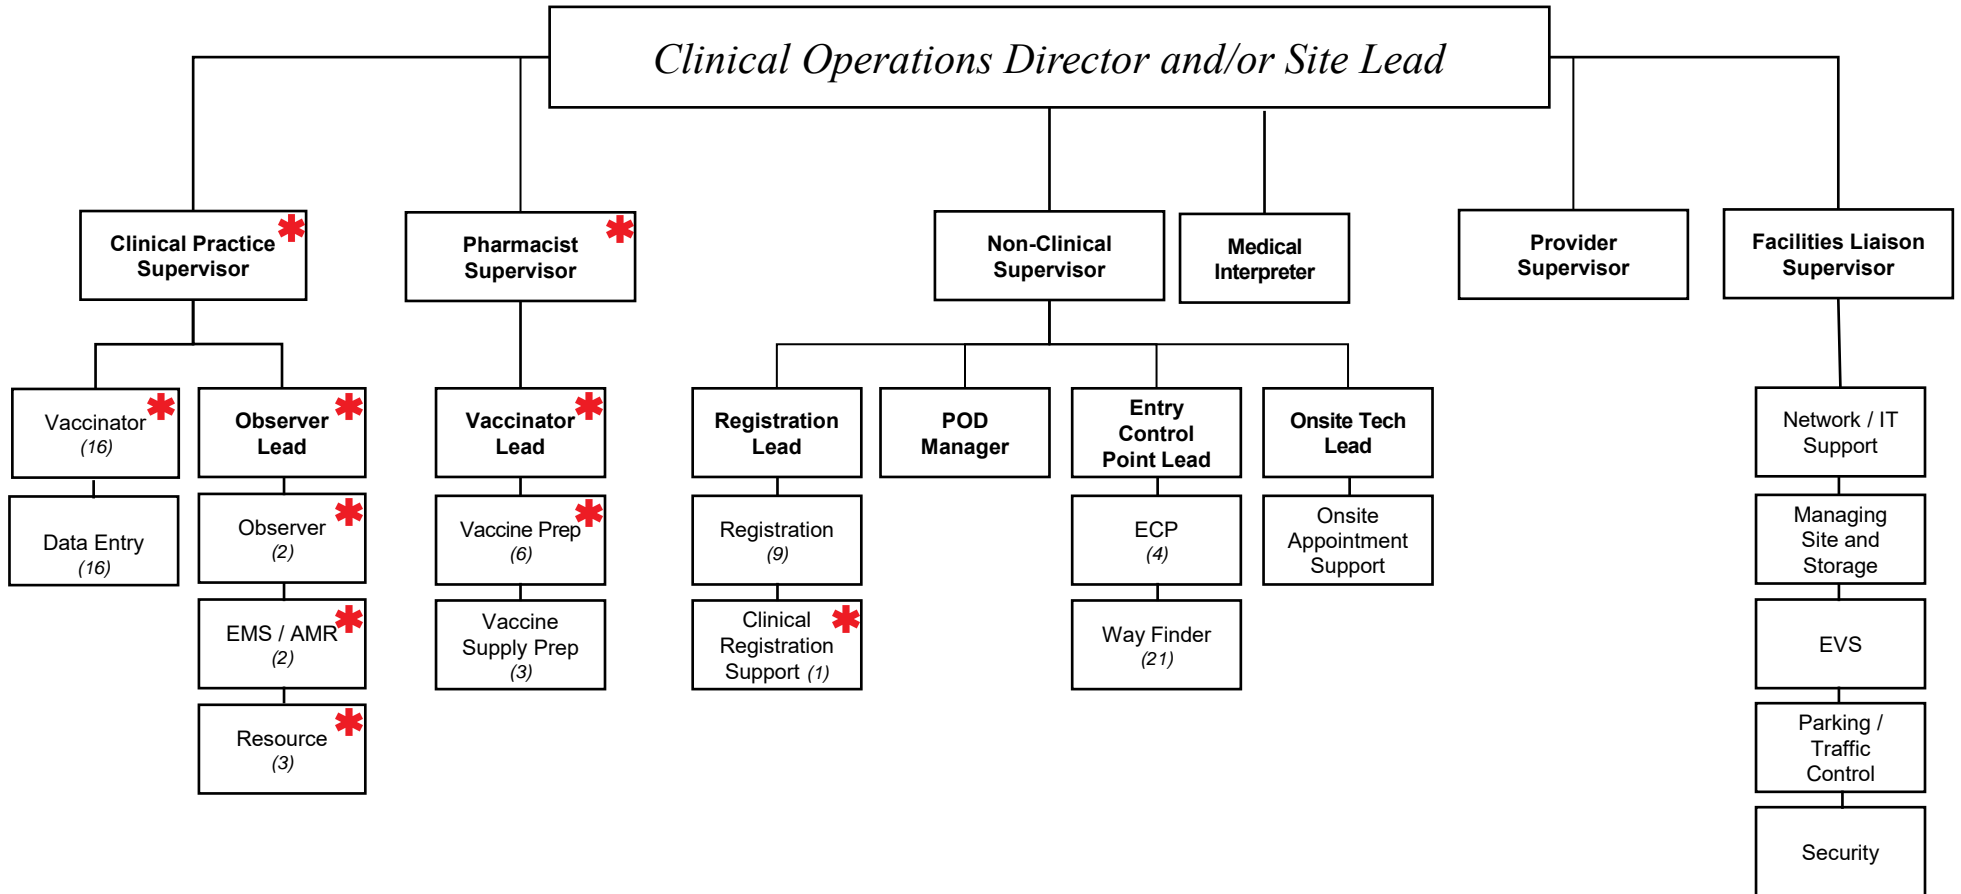 Clinical Operations Director and/or Site Lead
Clinical Practice
Supervisor
Pharmacist
Supervisor
Non-Clinical
Supervisor
Medical
Interpreter
Provider
Supervisor
Facilities Liaison
Supervisor
Vaccinator
(16)
Observer
Lead
Vaccinator
Lead
Registration
Lead
POD
Manager
Entry
Control
Point Lead
Onsite Tech
Lead
Network / IT
Support
Data Entry
(16)
Observer
(2)
Vaccine Prep
(6)
Registration
(9)
ECP
(4)
Onsite
Appointment
Support
Managing
Site and
Storage
EMS / AMR
(2)
Vaccine
Supply Prep
(3)
Clinical
Registration
Support (1)
Way Finder
(21)
EVS
Resource
(3)
Parking /
Traffic
Control
Security